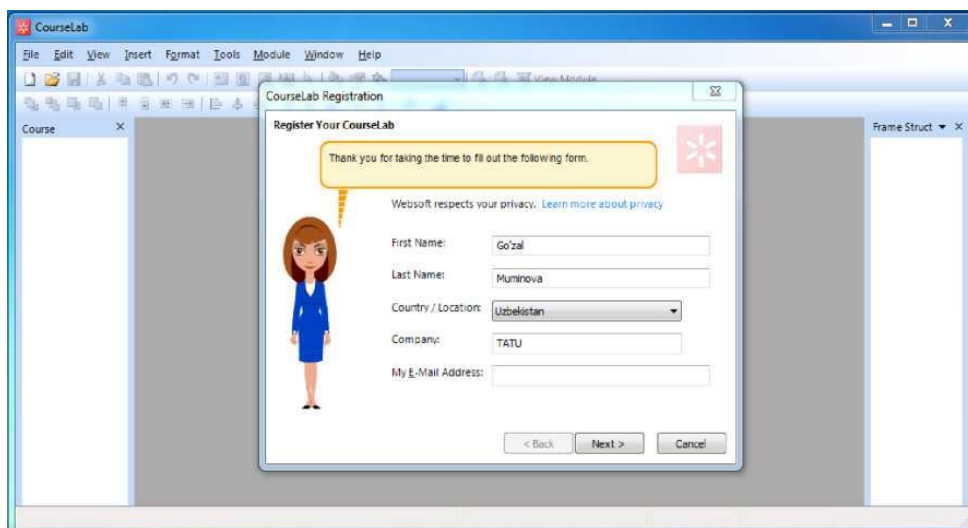 CourseLab
File Edit View Insert Format Tools Module Window Help
View Module
Course
Frame Struct
CourseLab Registration
Register Your CourseLab
Thank you for taking the time to fill out the following form.
Websoft respects your privacy. Learn more about privacy
First Name: Go'zal
Last Name: Muminova
Country / Location: Uzbekistan
Company: TATU
My E-Mail Address:
< Back Next > Cancel